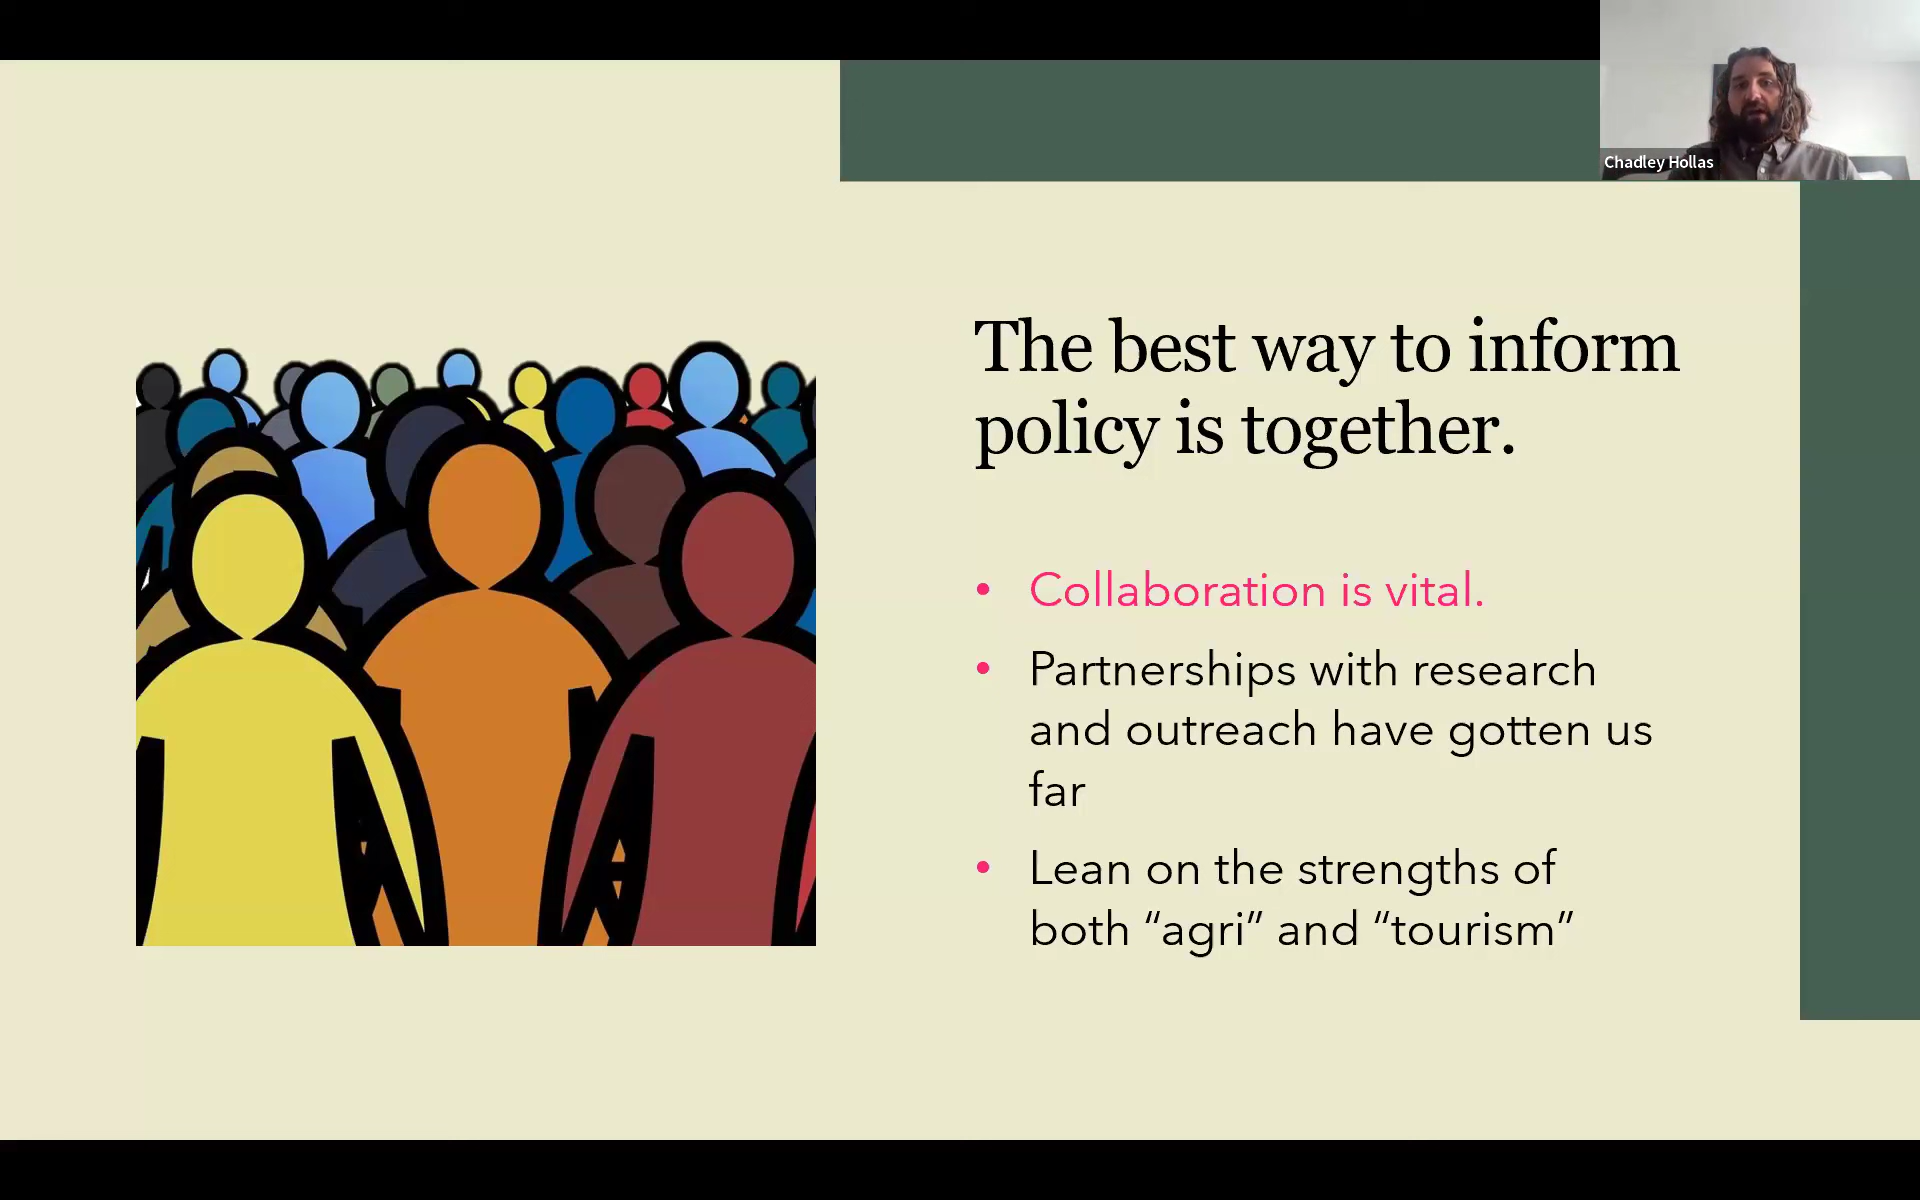 Chadley Hollas
The best way to inform
policy is together.
• Collaboration is vital.
• Partnerships with research
and outreach have gotten us
far
• Lean on the strengths of
both “agri” and “tourism”